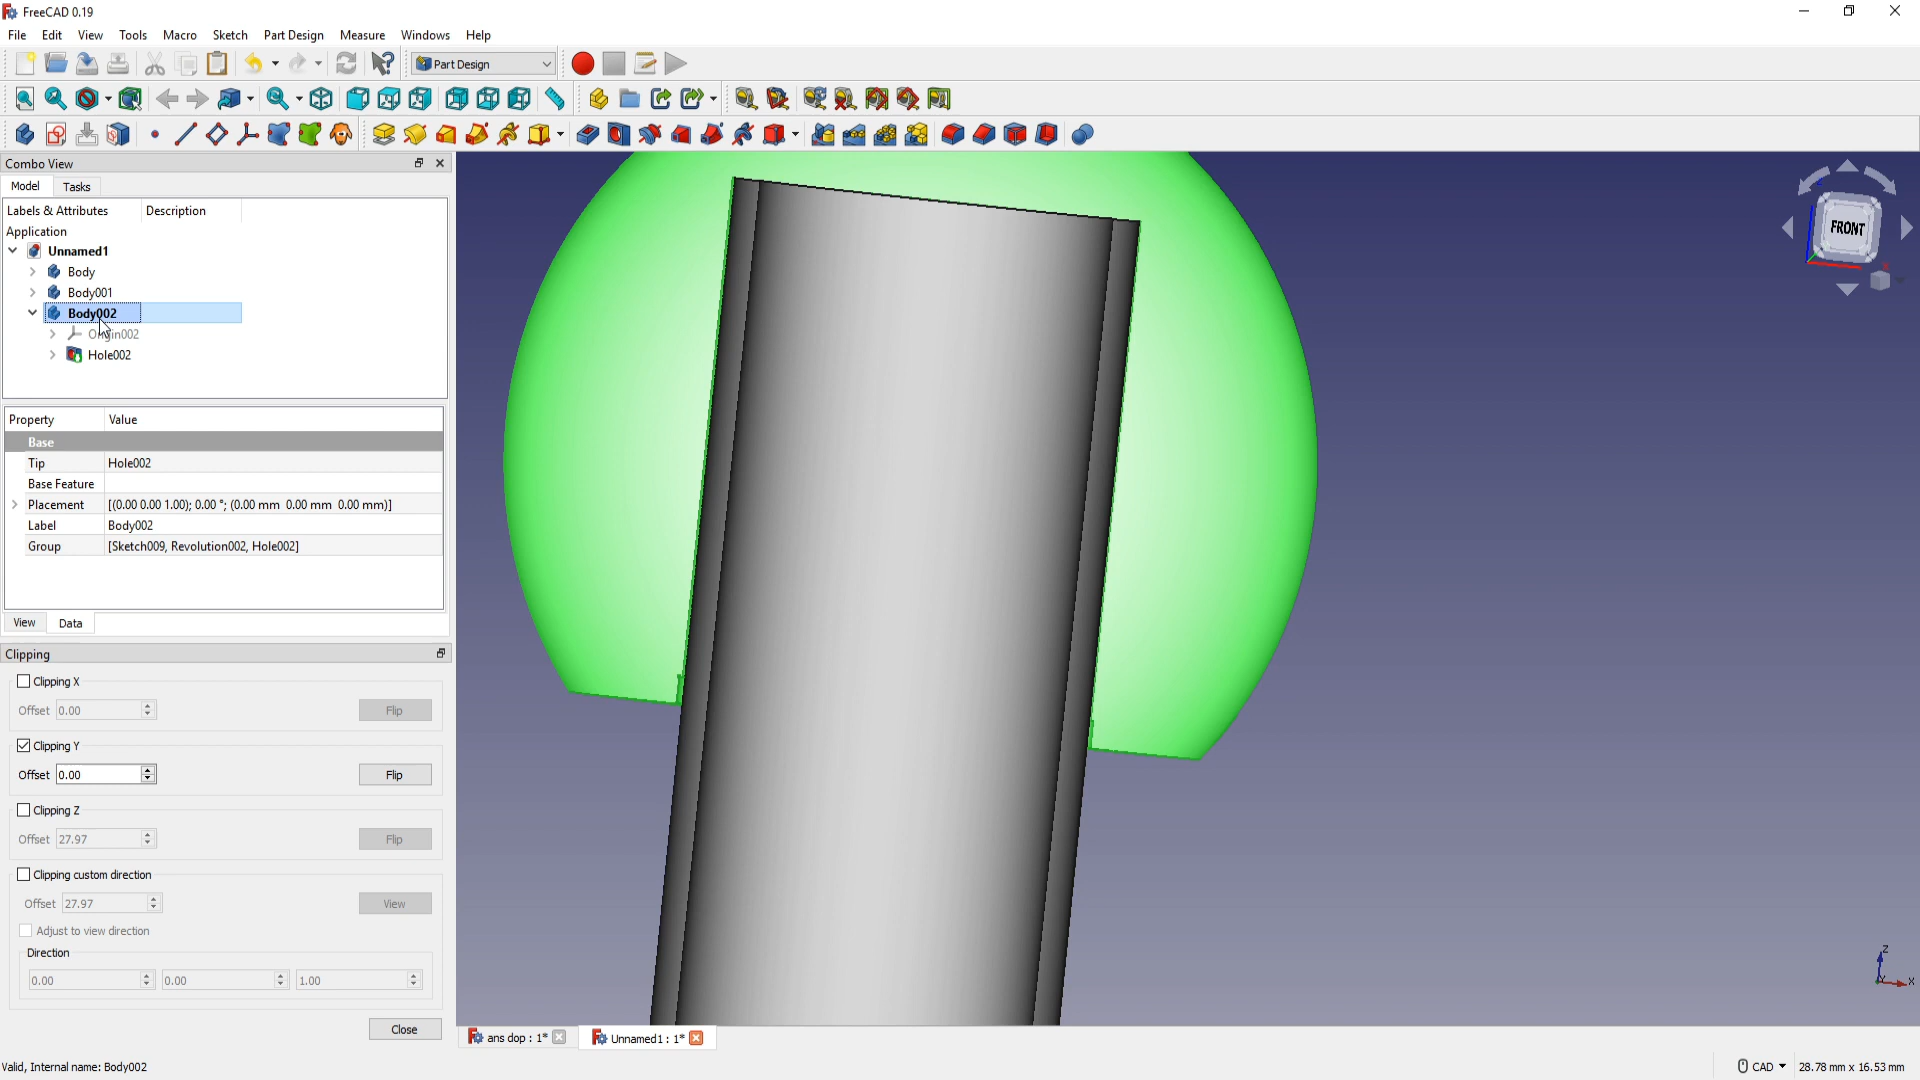 FreeCAD 0.19
File Edit View Tools Macro Sketch Part Design Measure Windows Help
Part Design
Combo View
Model Tasks
Labels & Attributes Description
Application
Unnamed1
Body
Body001
Body002
Origin002
Hole002
Property Value
Base
Tip Hole002
Base Feature
Placement [(0.00 0.00 1.00); 0.00 °; (0.00 mm 0.00 mm 0.00 mm)]
Label Body002
Group [Sketch009, Revolution002, Hole002]
View Data
Clipping
Clipping X
Offset 0.00 Flip
Clipping Y
Offset 0.00 Flip
Clipping Z
Offset 27.97 Flip
Clipping custom direction
Offset 27.97 View
Adjust to view direction
Direction
0.00 0.00 1.00
Close
FRONT
Z
X
ans dop : 1* Unnamed1 : 1*
Valid, Internal name: Body002
CAD 28.78 mm x 16.53 mm